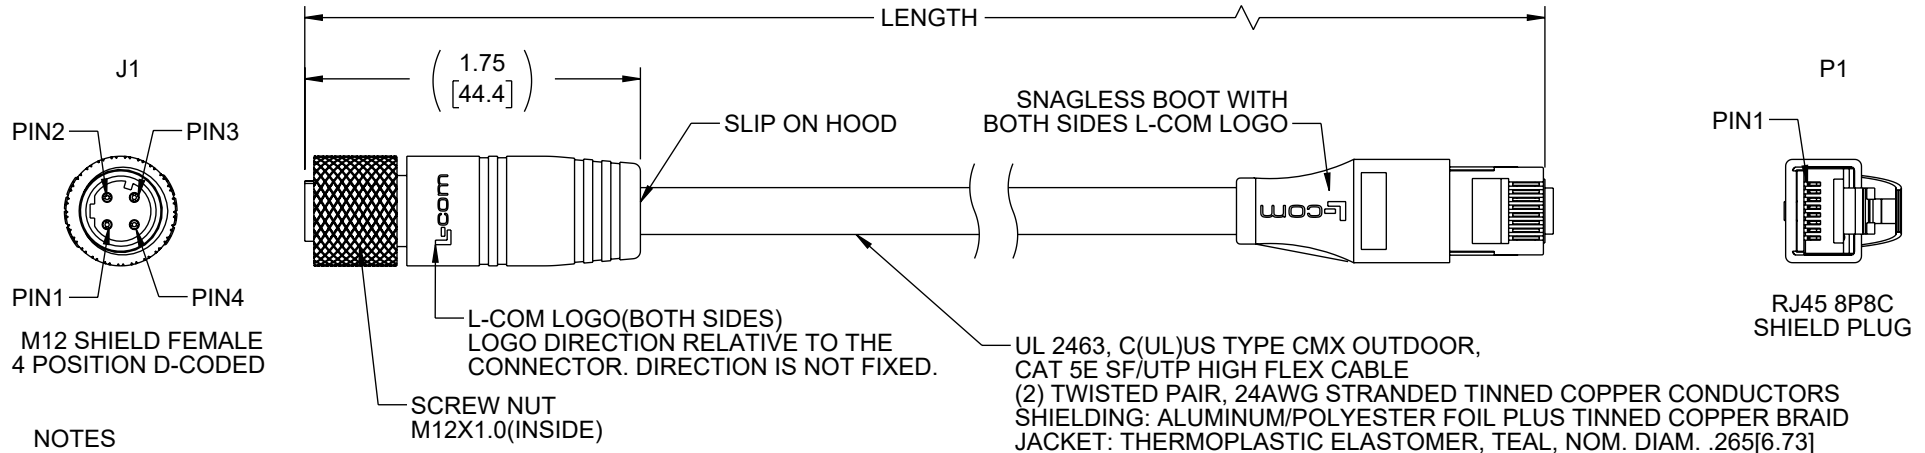 LENGTH
J1
1.75
[44.4]
P1
SNAGLESS BOOT WITH
BOTH SIDES L-COM LOGO
SLIP ON HOOD
PIN2
PIN3
PIN1
L-com
L-com
PIN1
PIN4
M12 SHIELD FEMALE
4 POSITION D-CODED
L-COM LOGO(BOTH SIDES)
LOGO DIRECTION RELATIVE TO THE
CONNECTOR. DIRECTION IS NOT FIXED.
RJ45 8P8C
SHIELD PLUG
SCREW NUT
M12X1.0(INSIDE)
UL 2463, C(UL)US TYPE CMX OUTDOOR,
CAT 5E SF/UTP HIGH FLEX CABLE
(2) TWISTED PAIR, 24AWG STRANDED TINNED COPPER CONDUCTORS
SHIELDING: ALUMINUM/POLYESTER FOIL PLUS TINNED COPPER BRAID
JACKET: THERMOPLASTIC ELASTOMER, TEAL, NOM. DIAM. .265[6.73]
NOTES